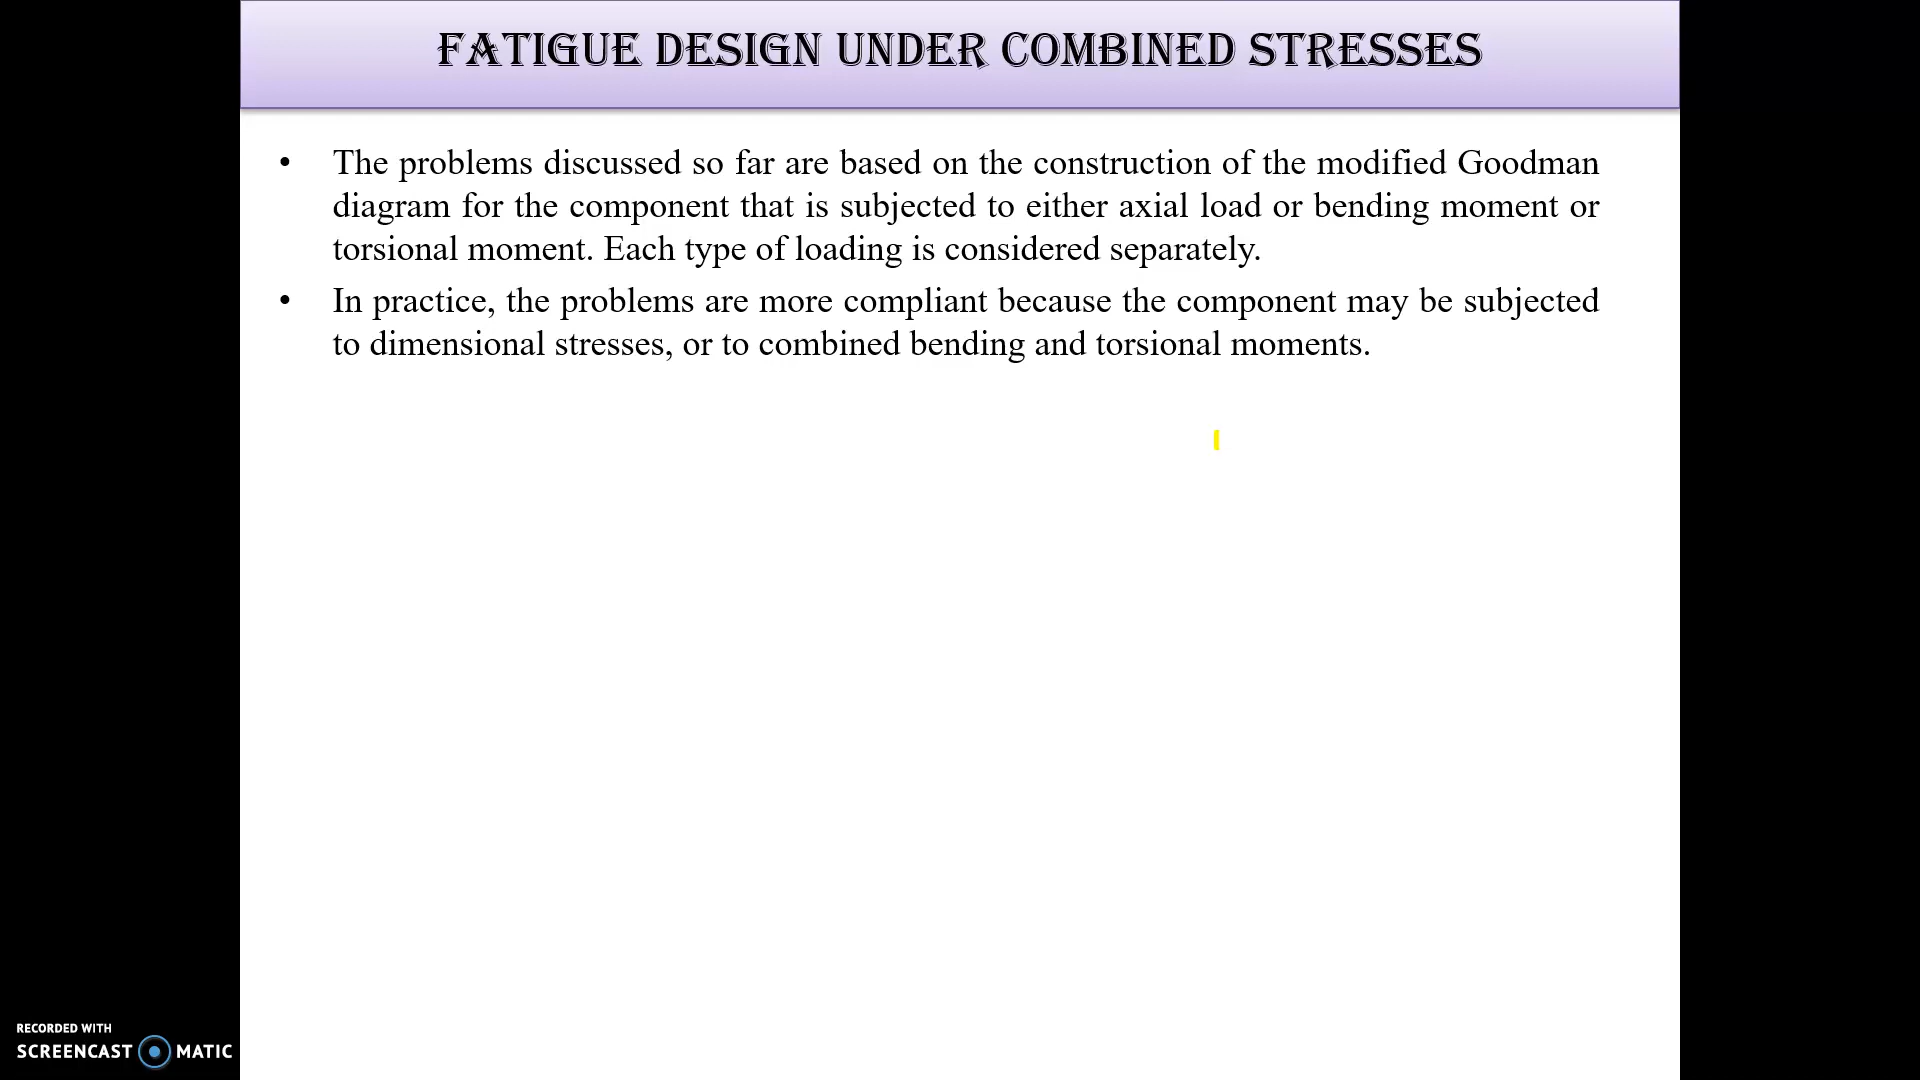 FATIGUE DESIGN UNDER COMBINED STRESSES
• The problems discussed so far are based on the construction of the modified Goodman
diagram for the component that is subjected to either axial load or bending moment or
torsional moment. Each type of loading is considered separately.
• In practice, the problems are more compliant because the component may be subjected
to dimensional stresses, or to combined bending and torsional moments.
RECORDED WITH
SCREENCAST MATIC